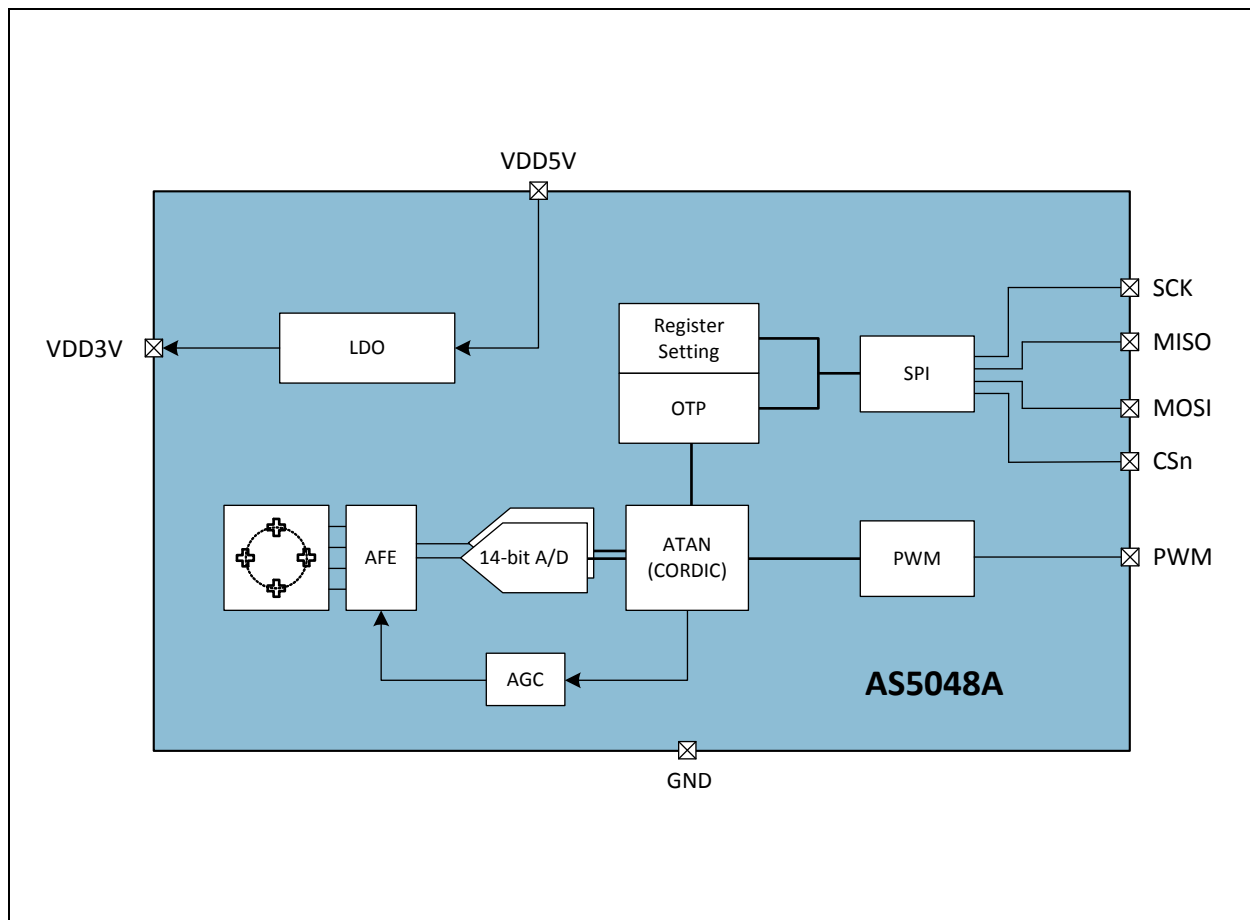 VDD5V
SCK
Register
Setting
MISO
VDD3V
LDO
SPI
OTP
MOSI
CSn
AFE
14-bit A/D
ATAN
(CORDIC)
PWM
PWM
AGC
AS5048A
GND